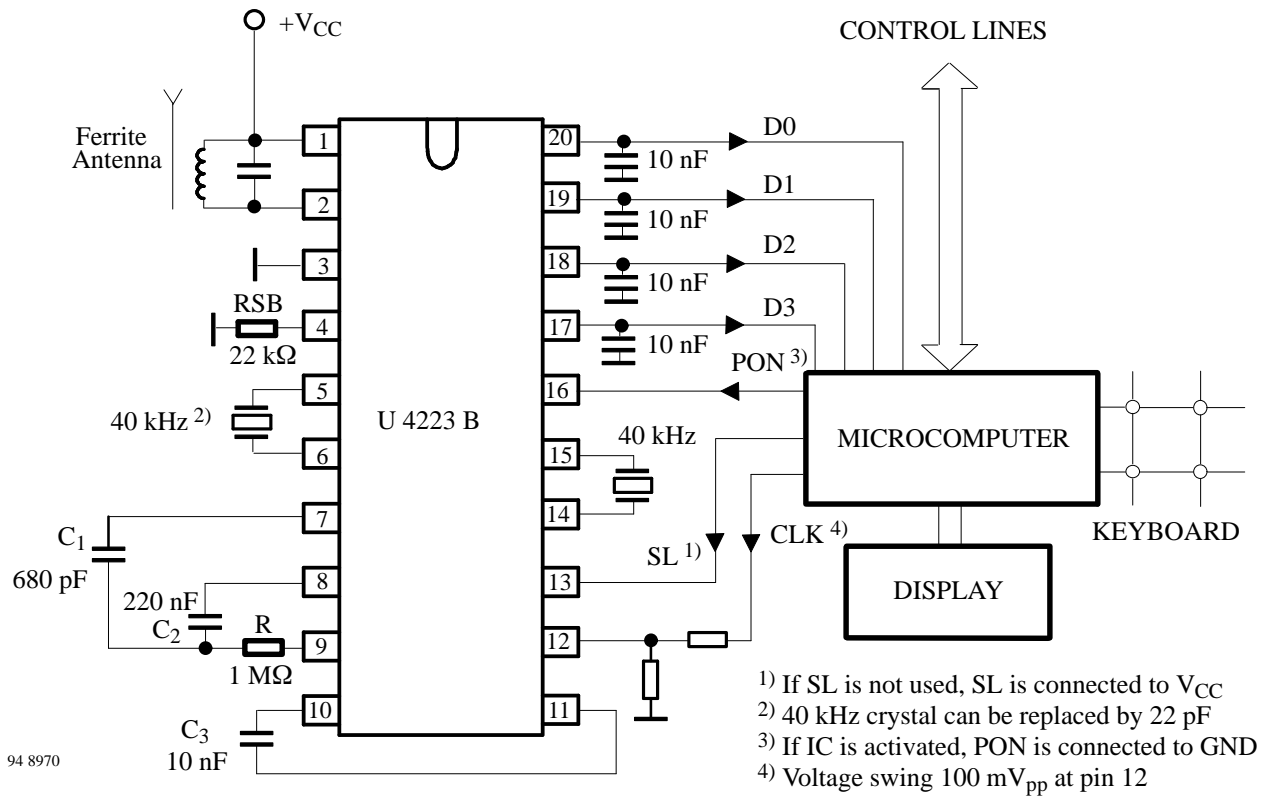 +VCC
CONTROL LINES
Ferrite
Antenna
1
2
3
RSB
4
22 kΩ
5
40 kHz 2)
6
7
C1
680 pF
8
220 nF
C2
R
9
1 MΩ
10
C3
10 nF
U 4223 B
20
D0
10 nF
19
D1
10 nF
18
D2
10 nF
17
D3
10 nF
PON 3)
16
40 kHz
15
14
SL 1)
CLK 4)
13
12
11
MICROCOMPUTER
KEYBOARD
DISPLAY
1) If SL is not used, SL is connected to VCC
2) 40 kHz crystal can be replaced by 22 pF
3) If IC is activated, PON is connected to GND
4) Voltage swing 100 mVpp at pin 12
94 8970